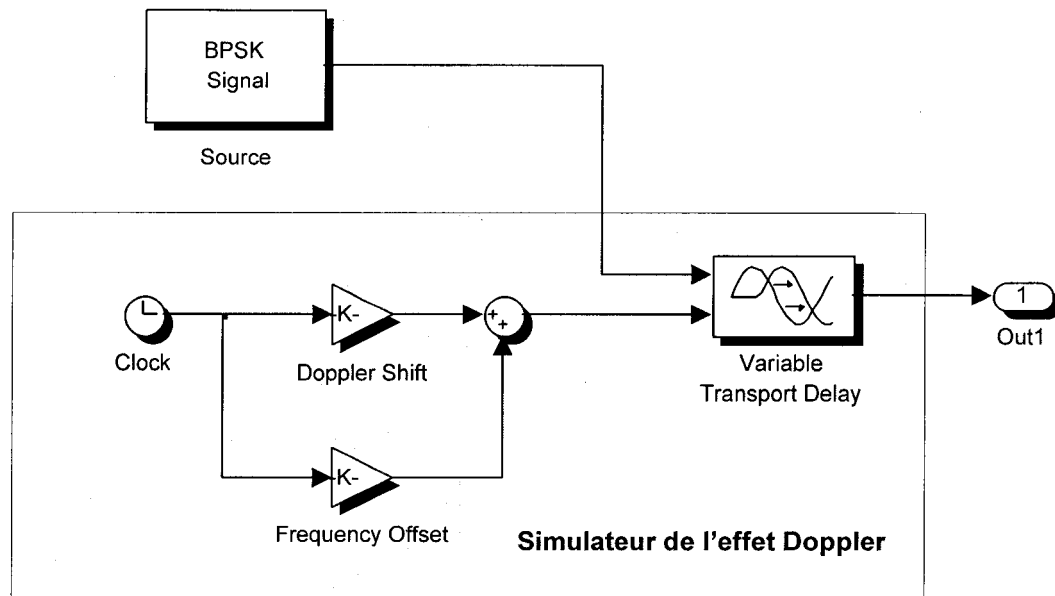 BPSK
Signal
Source
Clock
-K-
Doppler Shift
+
+
Variable
Transport Delay
1
Out1
-K-
Frequency Offset
Simulateur de l'effet Doppler